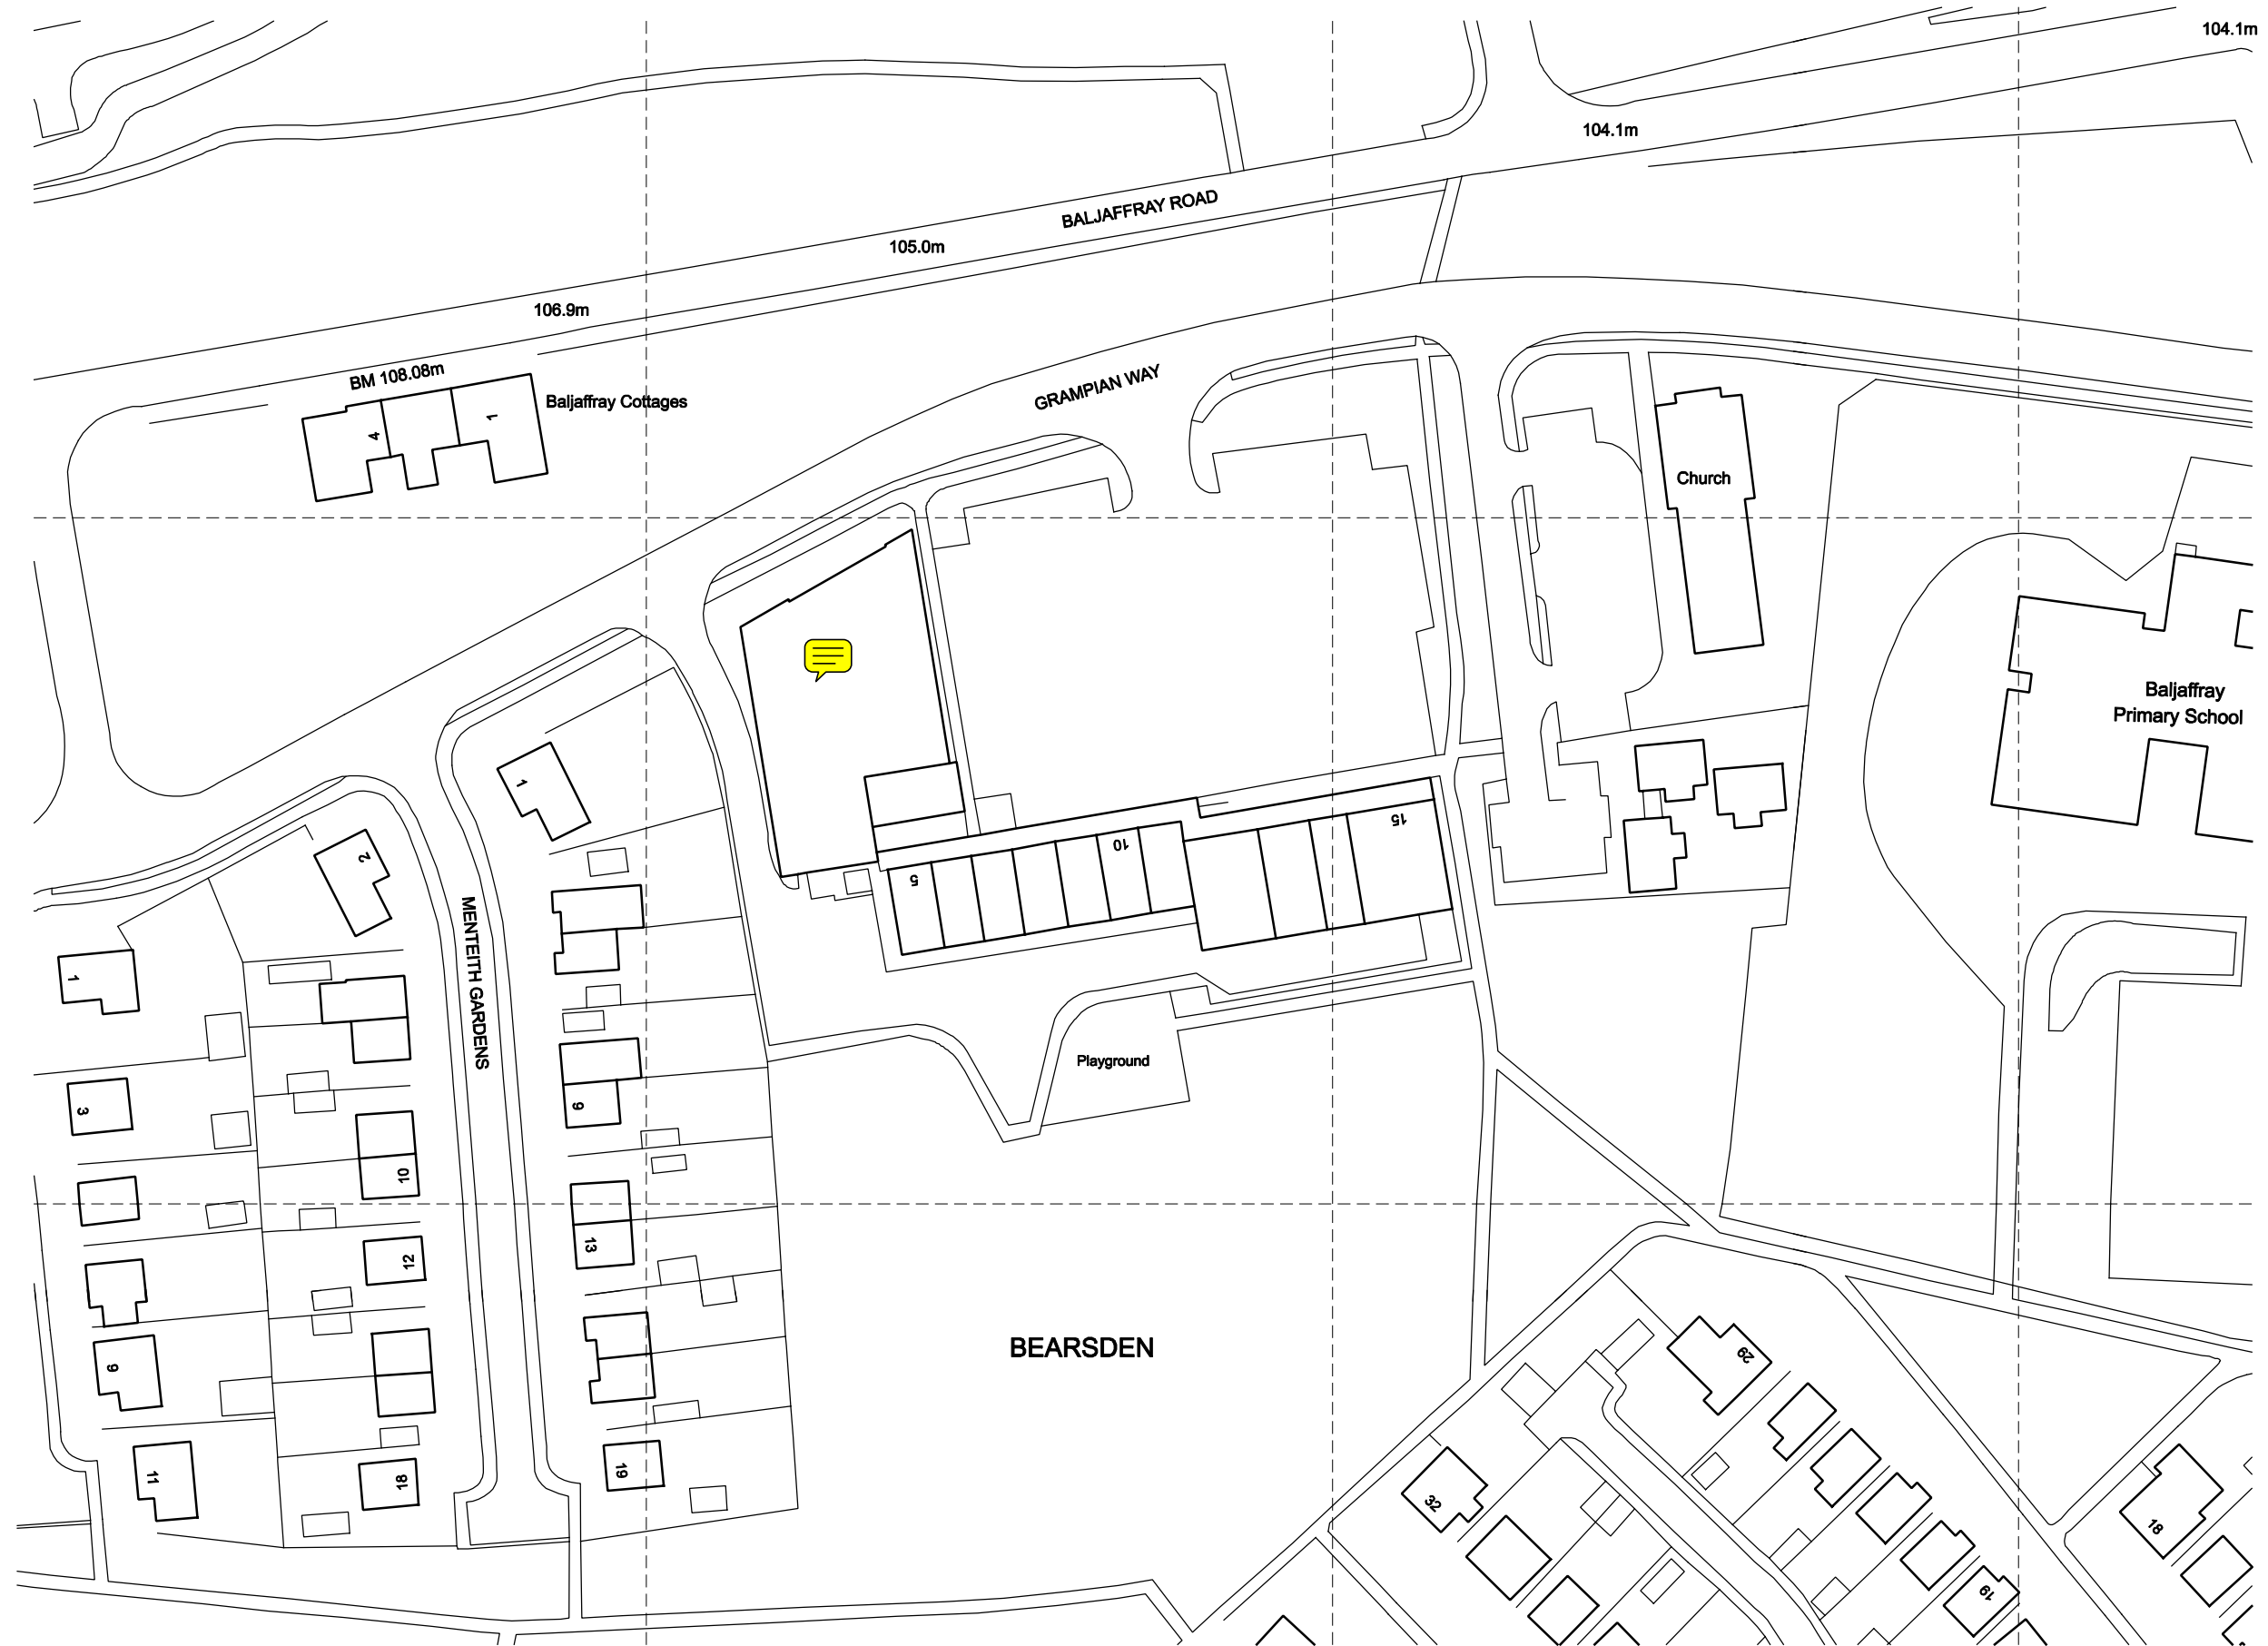 104.1m
104.1m
BALJAFFRAY ROAD
105.0m
106.9m
BM 108.08m
GRAMPIAN WAY
Baljaffray Cottages
4
1
Church
Baljaffray
Primary School
1
2
15
10
5
MENTEITH GARDENS
1
Playground
3
9
10
13
12
BEARSDEN
29
9
11
18
19
32
18
19